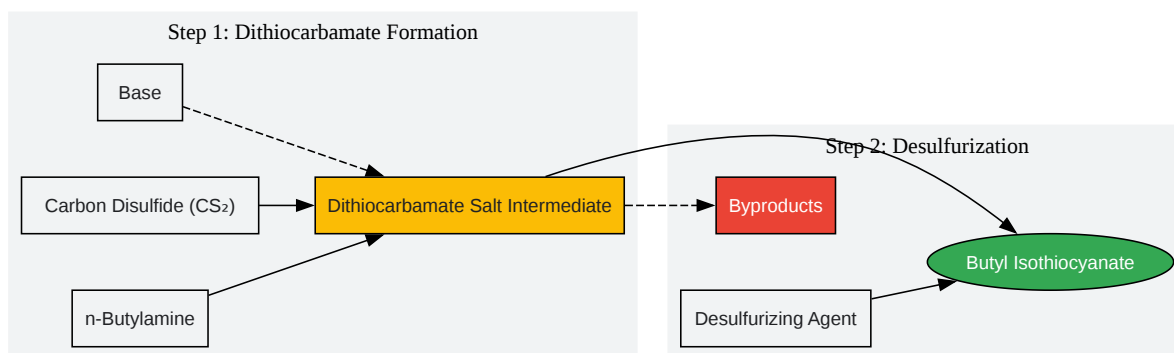 Step 1: Dithiocarbamate Formation
Base
Carbon Disulfide (CS₂)
Dithiocarbamate Salt Intermediate
n-Butylamine
Step 2: Desulfurization
Byproducts
Butyl Isothiocyanate
Desulfurizing Agent